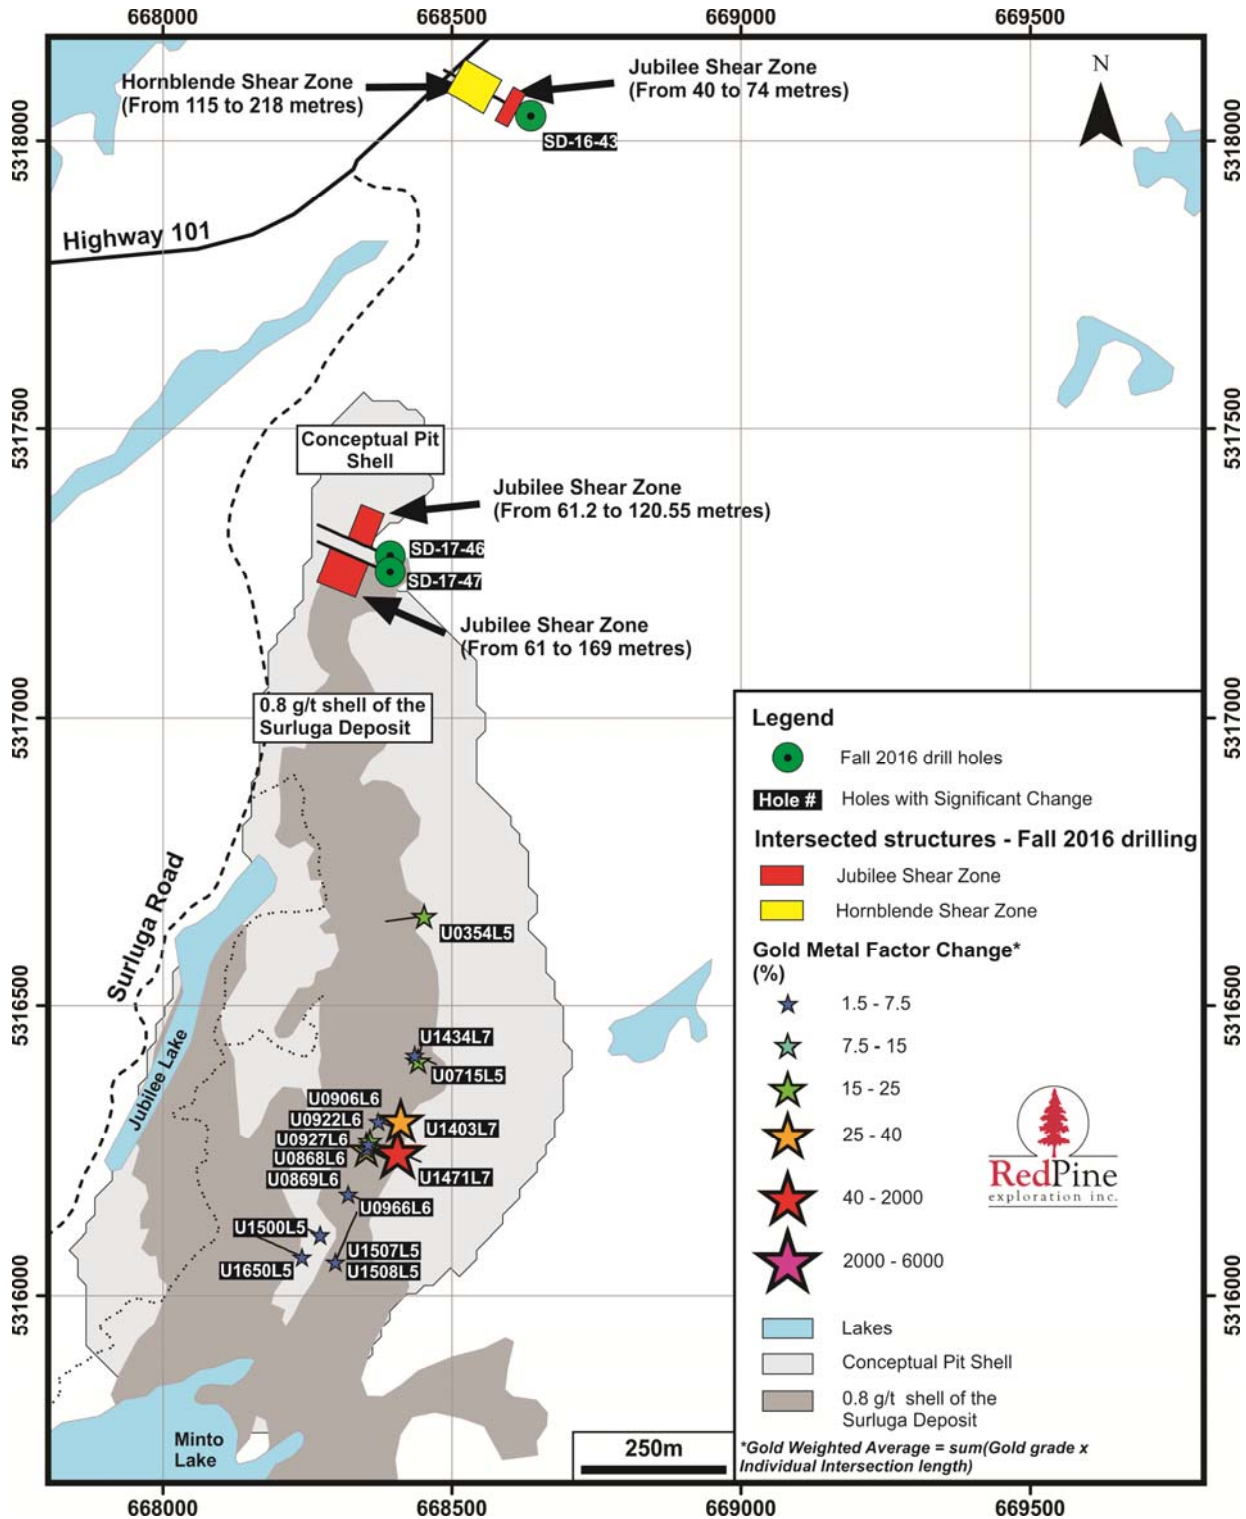 668000
668500
669000
669500
Hornblende Shear Zone
(From 115 to 218 metres)
Jubilee Shear Zone
(From 40 to 74 metres)
N
SD-16-43
5318000
5318000
Highway 101
5317500
5317500
Conceptual Pit
Shell
Jubilee Shear Zone
(From 61.2 to 120.55 metres)
SD-17-46
SD-17-47
Jubilee Shear Zone
(From 61 to 169 metres)
0.8 g/t shell of the
Surluga Deposit
5317000
5317000
Surluga Road
Jubilee Lake
U0354L5
5316500
5316500
U1434L7
U0715L5
U0906L6
U0922L6
U0927L6
U0868L6
U0869L6
U1403L7
U1471L7
U0966L6
U1500L5
U1650L5
U1507L5
U1508L5
5316000
5316000
Minto
Lake
250m
Legend
Fall 2016 drill holes
Hole #
Holes with Significant Change
Intersected structures - Fall 2016 drilling
Jubilee Shear Zone
Hornblende Shear Zone
Gold Metal Factor Change*
(%)
1.5 - 7.5
7.5 - 15
15 - 25
25 - 40
40 - 2000
2000 - 6000
RedPine
exploration inc.
Lakes
Conceptual Pit Shell
0.8 g/t shell of the
Surluga Deposit
*Gold Weighted Average = sum(Gold grade x
Individual Intersection length)
668000
668500
669000
669500